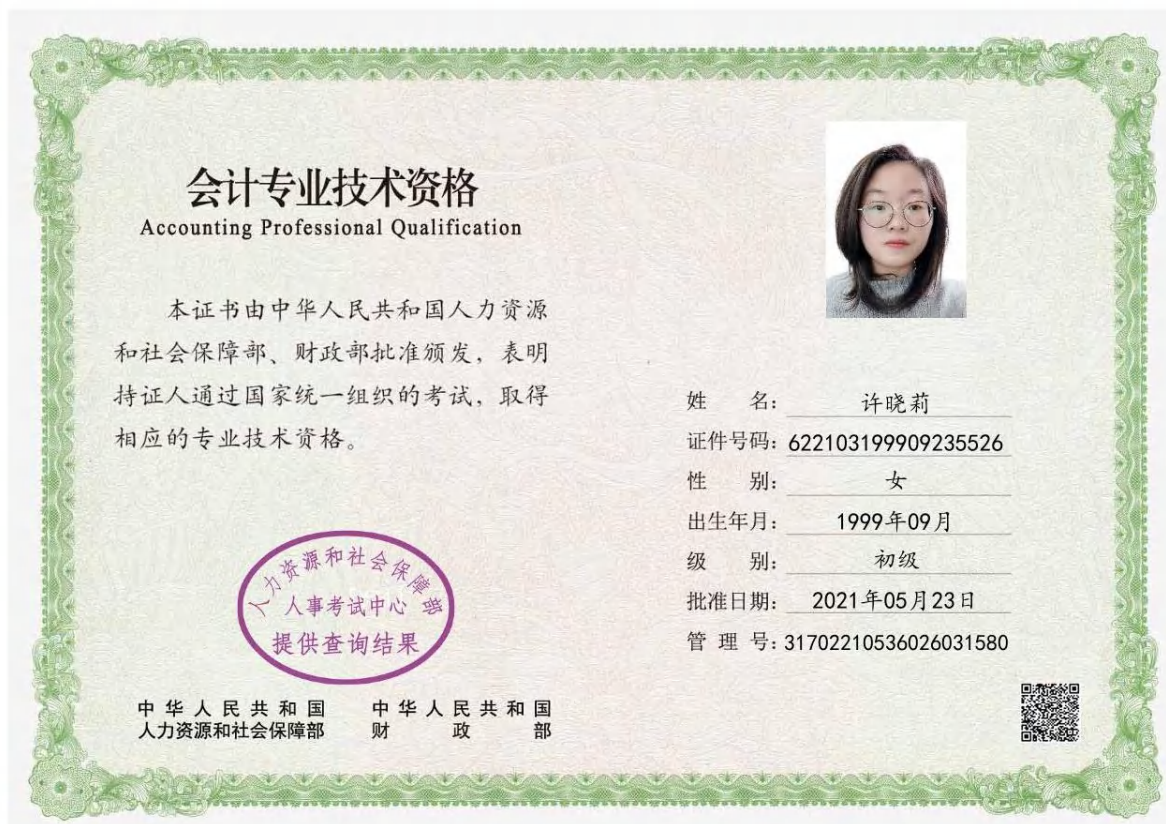 会计专业技术资格
Accounting Professional Qualification
本证书由中华人民共和国人力资源
和社会保障部、财政部批准颁发，表明
持证人通过国家统一组织的考试，取得
相应的专业技术资格。
人力资源和社会保障部
人事考试中心
提供查询结果
中华人民共和国
人力资源和社会保障部
中华人民共和国
财政部
姓名：许晓莉
证件号码：622103199909235526
性别：女
出生年月：1999年09月
级别：初级
批准日期：2021年05月23日
管理号：31702210536026031580